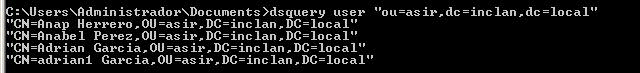 C:\Users\Administrador\Documents>dsquery user "ou=asir,dc=inclan,dc=local"
"CN=Anap Herrero,OU=asir,DC=inclan,DC=local"
"CN=Anabel Perez,OU=asir,DC=inclan,DC=local"
"CN=Adrian Garcia,OU=asir,DC=inclan,DC=local"
"CN=adrian1 Garcia,OU=asir,DC=inclan,DC=local"